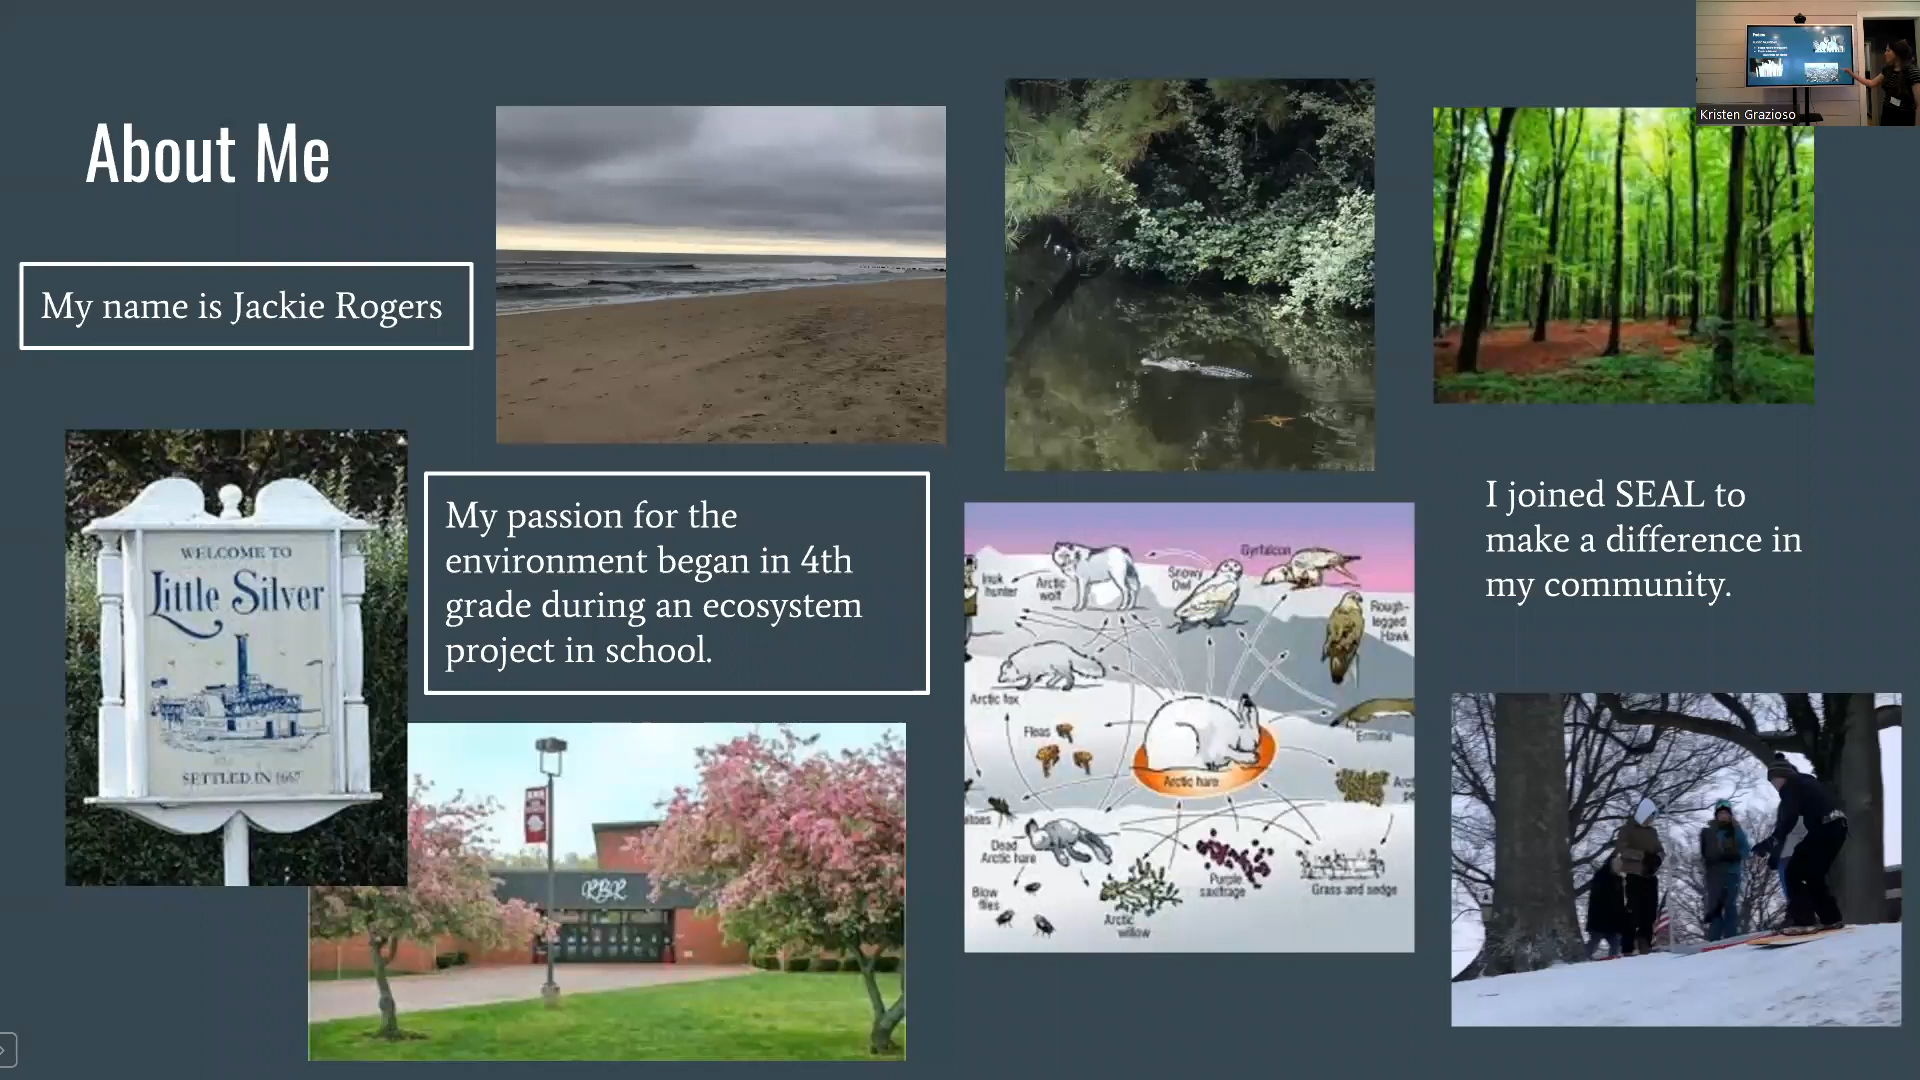 About Me
My name is Jackie Rogers
Kristen Grazioso
WELCOME TO
Little Silver
SETTLED IN 1667
My passion for the
environment began in 4th
grade during an ecosystem
project in school.
RBR
Inuk
hunter
Arctic
wolf
Snowy
Owl
Gyrfalcon
Rough-
legged
Hawk
Arctic fox
Fleas
Ermine
Arctic hare
Dead
Arctic hare
Blow
flies
Arctic
willow
Purple
saxifrage
Grass and sedge
I joined SEAL to
make a difference in
my community.